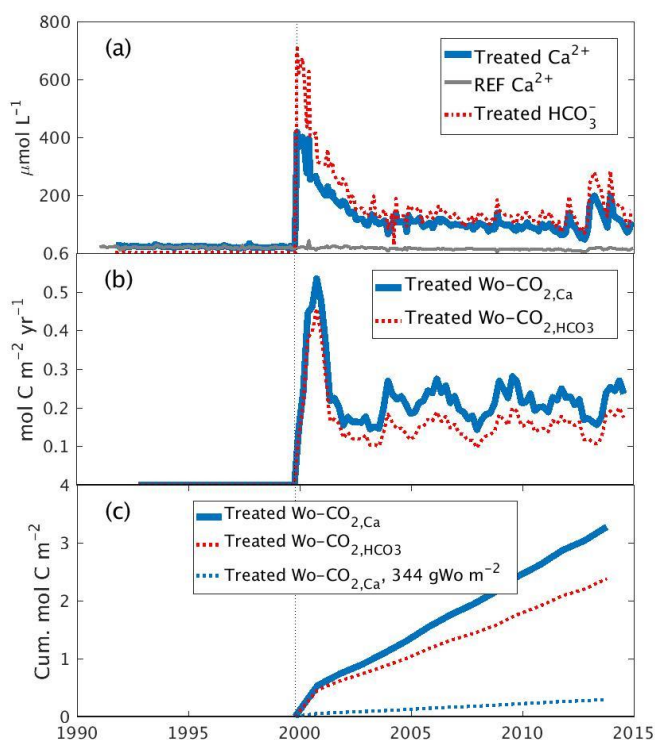 800
600
400
200
0.6
μmol L⁻¹
(a)
Treated Ca²⁺
REF Ca²⁺
Treated HCO₃⁻
0.5
0.4
0.3
0.2
0.1
4
mol C m⁻² yr⁻¹
(b)
Treated Wo-CO₂,Ca
Treated Wo-CO₂,HCO3
3
2
1
0
Cum. mol C m⁻²
(c)
Treated Wo-CO₂,Ca
Treated Wo-CO₂,HCO3
Treated Wo-CO₂,Ca, 344 gWo m⁻²
1990 1995 2000 2005 2010 2015